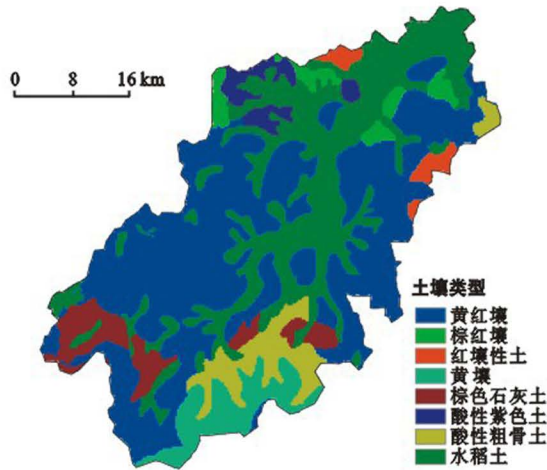 0 8 16 km
土壤类型
黄红壤
棕红壤
红壤性土
黄壤
棕色石灰土
酸性紫色土
酸性粗骨土
水稻土